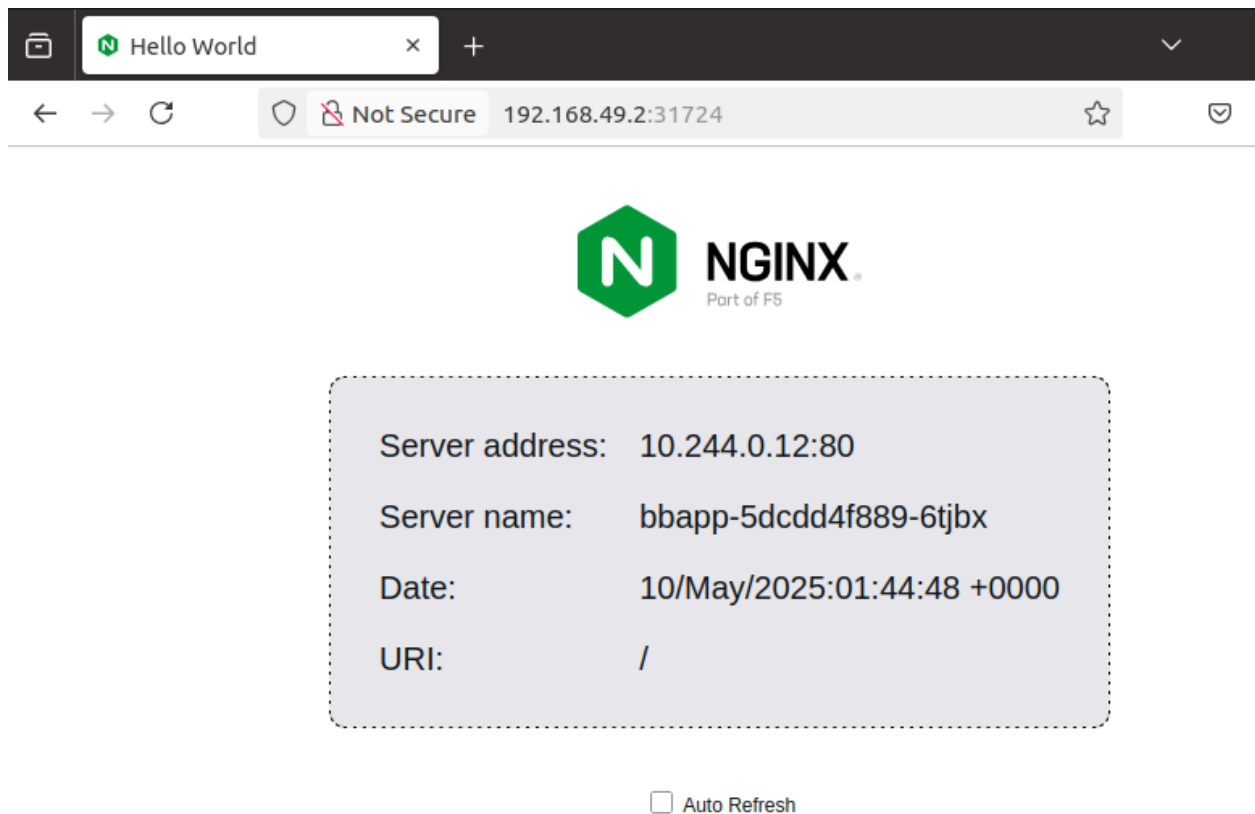 Hello World
Not Secure 192.168.49.2:31724
N NGINX
Part of F5
Server address: 10.244.0.12:80
Server name: bbapp-5dcdd4f889-6tjbx
Date: 10/May/2025:01:44:48 +0000
URI: /
Auto Refresh